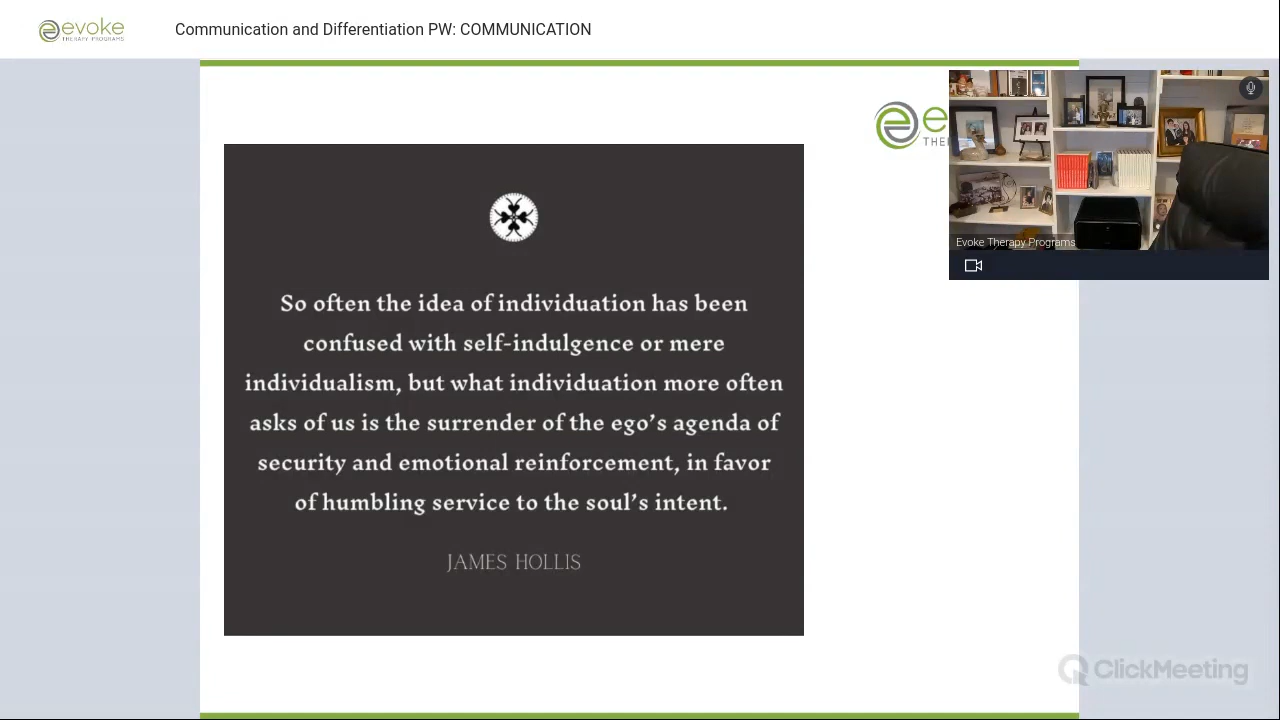 evoke
THERAPY PROGRAMS
Communication and Differentiation PW: COMMUNICATION
e
THE
So often the idea of individuation has been
confused with self-indulgence or mere
individualism, but what individuation more often
asks of us is the surrender of the ego’s agenda of
security and emotional reinforcement, in favor
of humbling service to the soul’s intent.
JAMES HOLLIS
Evoke Therapy Programs
ClickMeeting